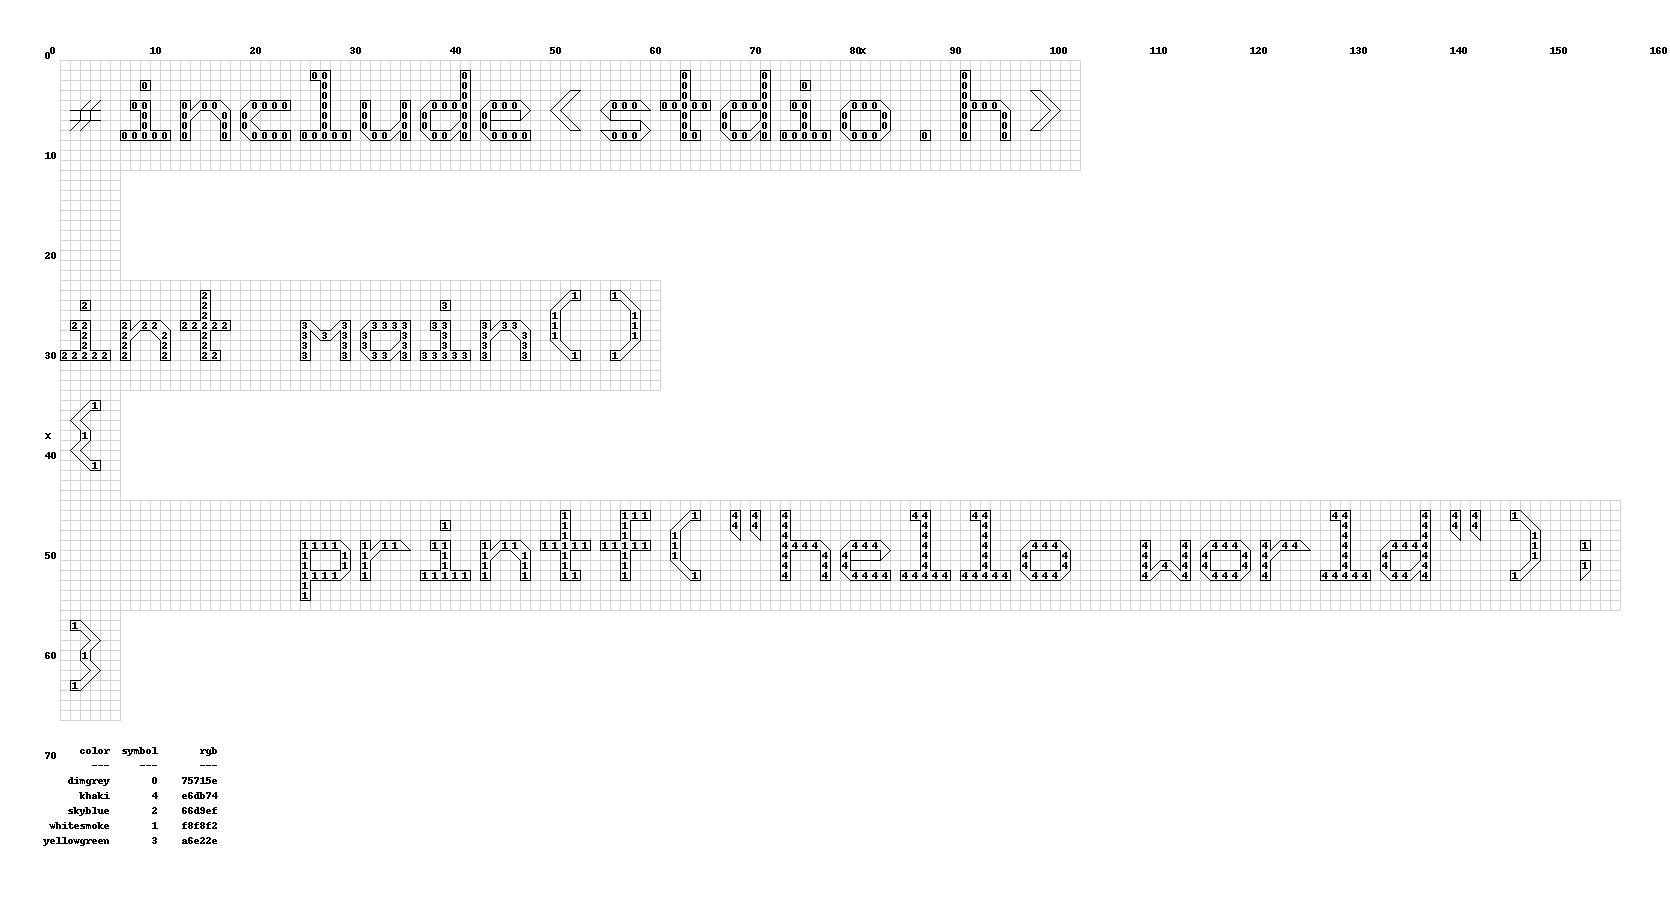 0 10 20 30 40 50 60 70 80x 90 100 110 120 130 140 150 160
0
#include<stdio.h>
10
20
int main()
30
{
x
40
printf("hello world");
50
}
60
70
color symbol rgb
--- --- ---
dimgrey 0 75715e
khaki 4 e6db74
skyblue 2 66d9ef
whitesmoke 1 f8f8f2
yellowgreen 3 a6e22e